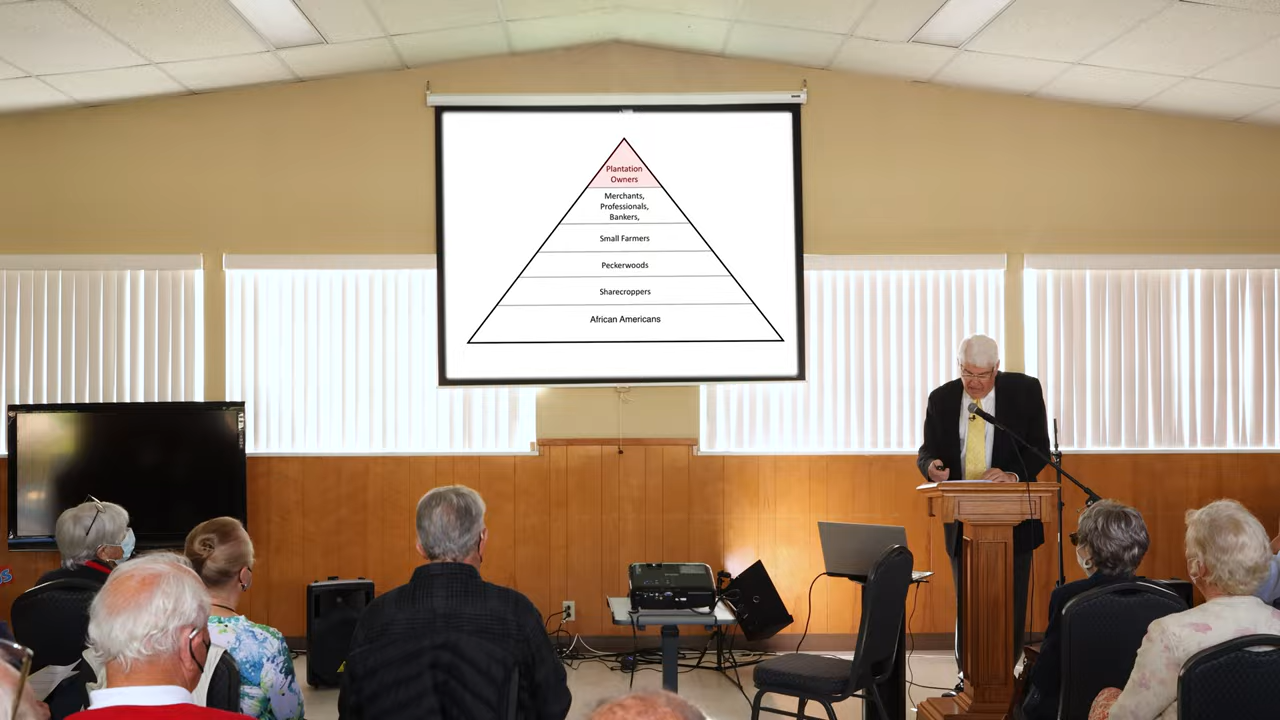 Plantation
Owners
Merchants,
Professionals,
Bankers,
Small Farmers
Peckerwoods
Sharecroppers
African Americans